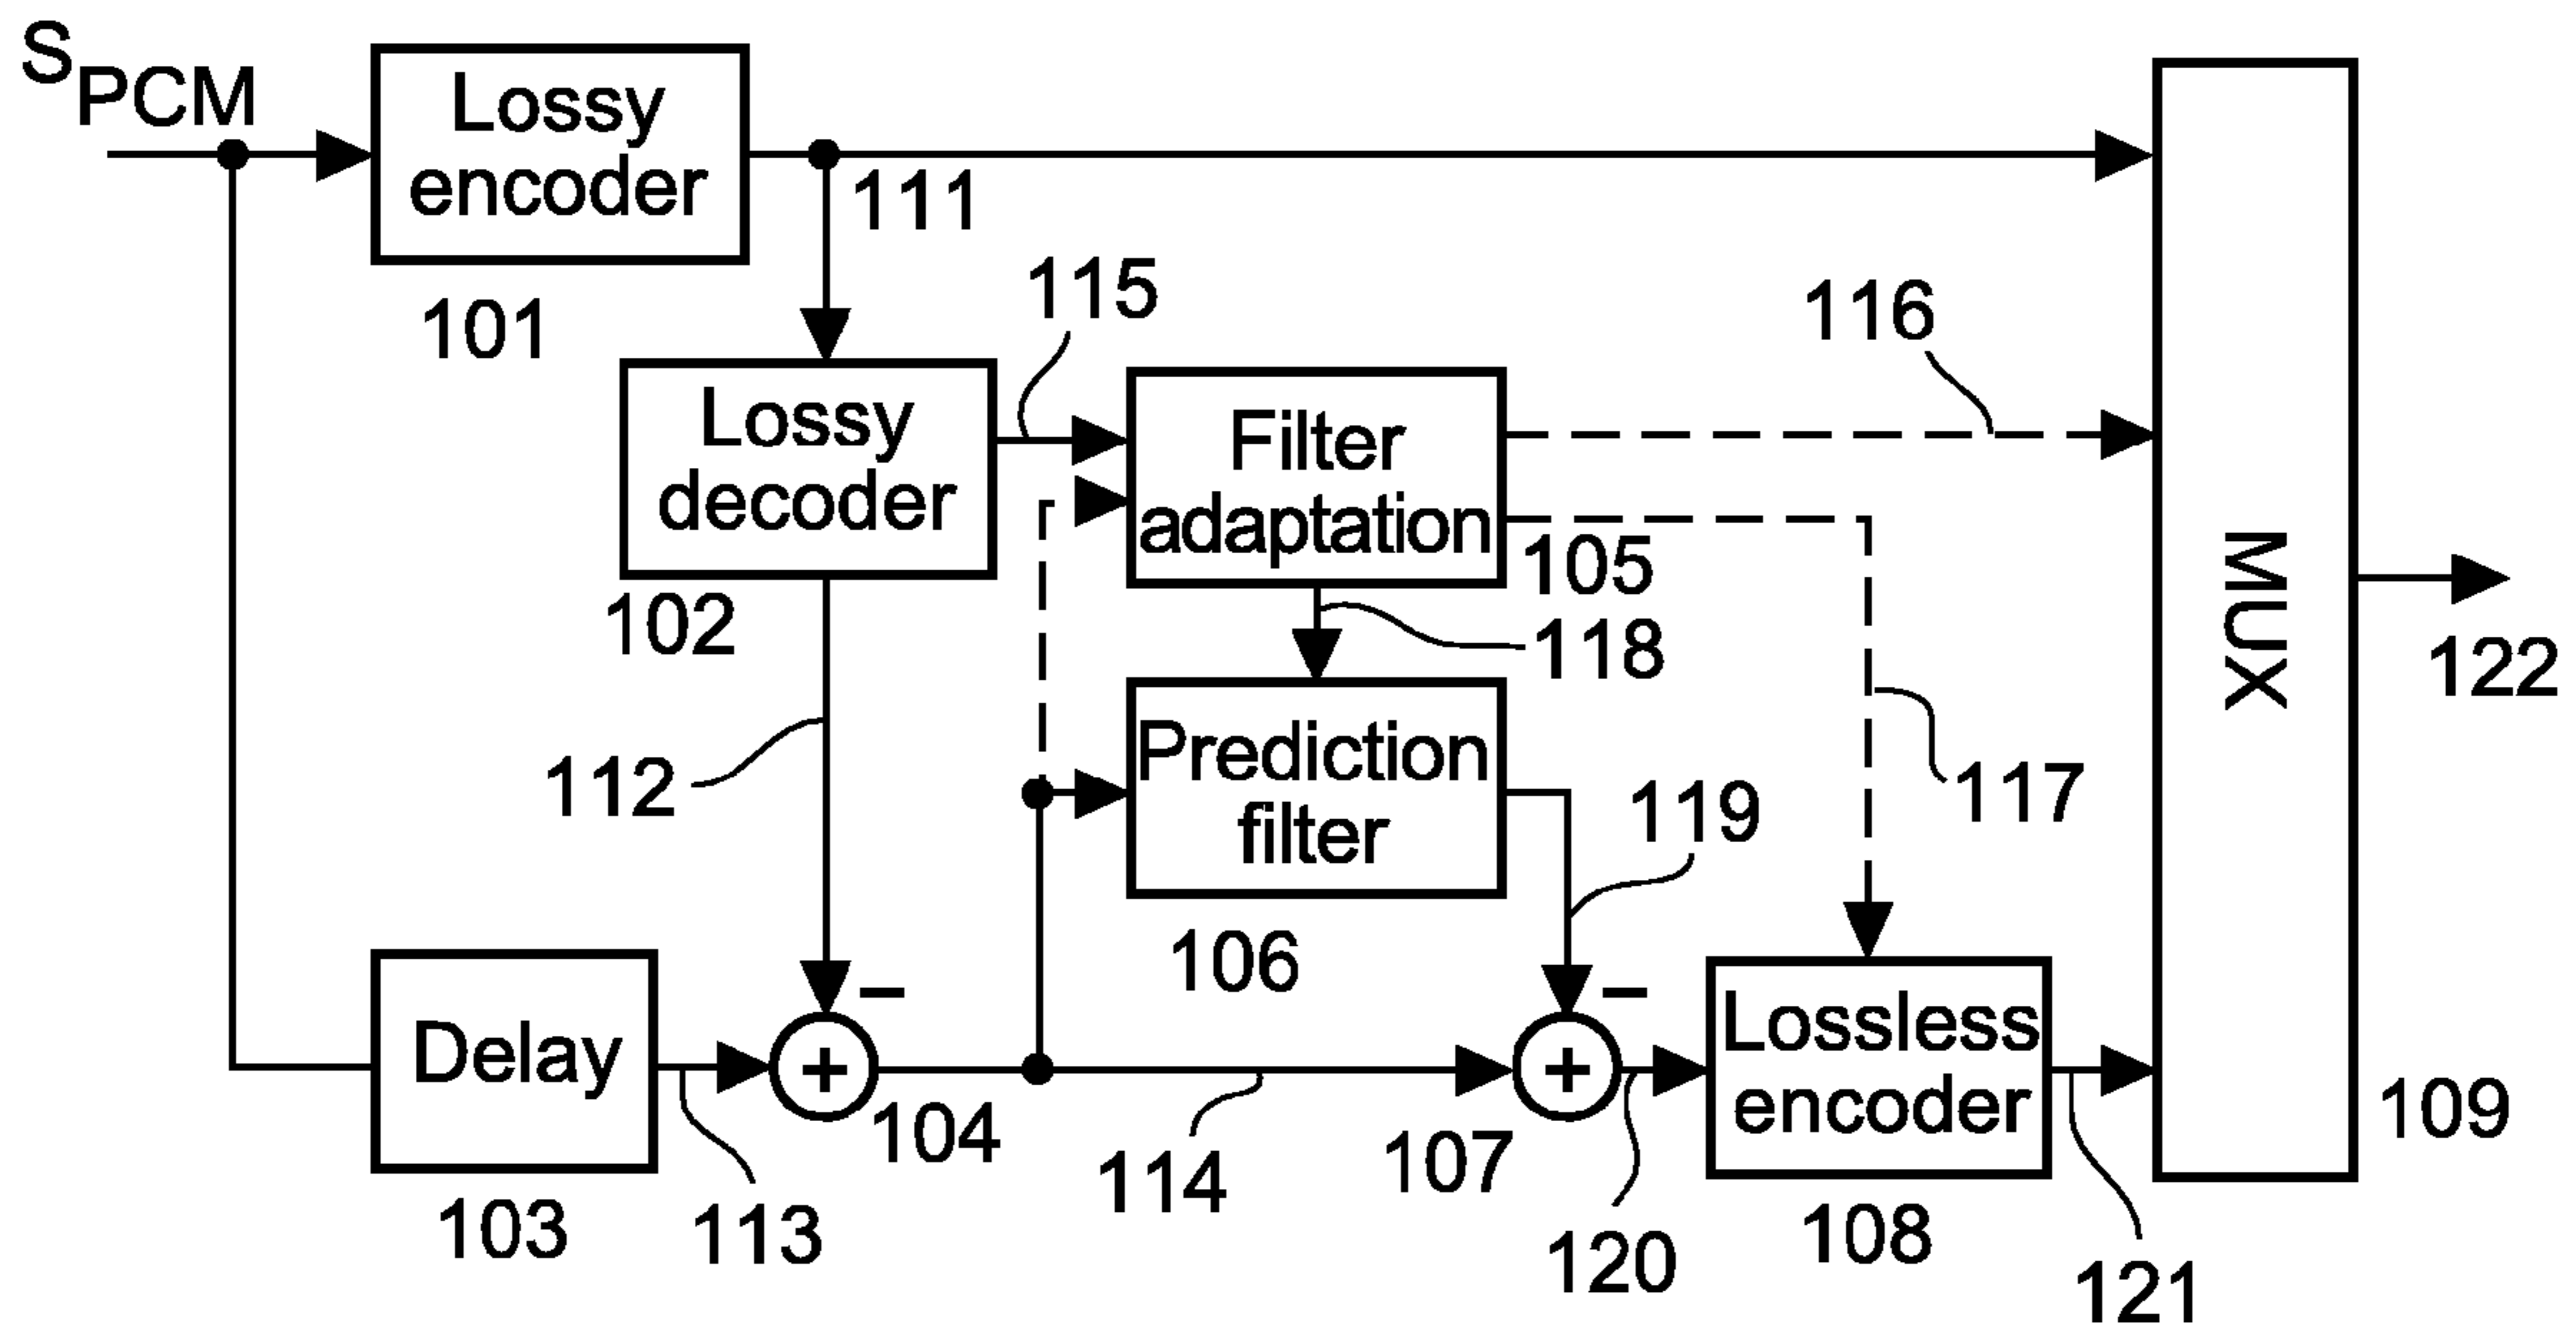 SPCM
Lossy
encoder
101
111
115
116
Lossy
decoder
102
Filter
adaptation
105
118
MUX
122
112
Prediction
filter
106
119
117
Delay
103
113
–
+
104
114
107
–
+
120
Lossless
encoder
108
121
109